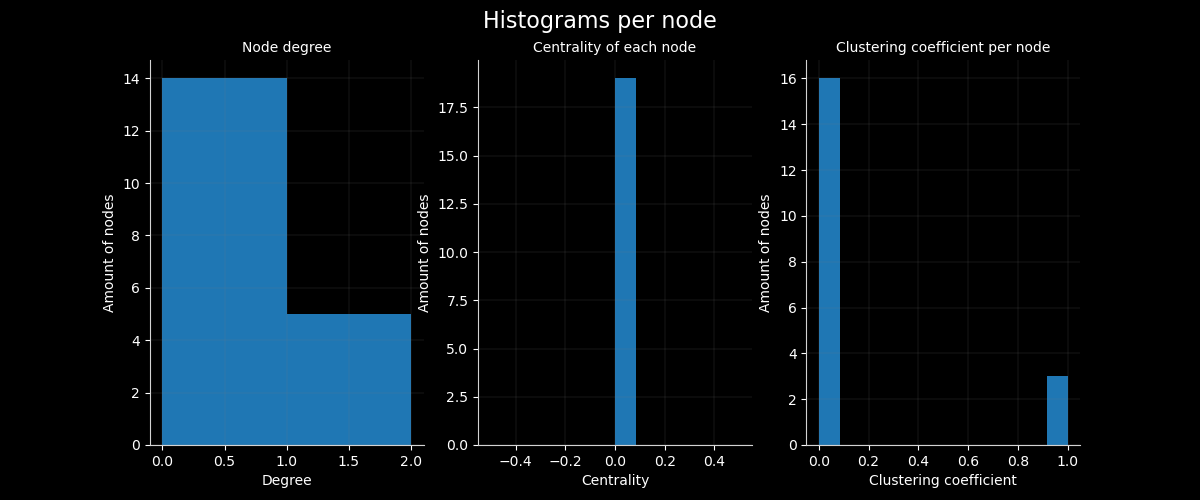 Histograms per node
Node degree
Amount of nodes
14
12
10
8
6
4
2
0
0.0 0.5 1.0 1.5 2.0
Degree
Centrality of each node
Amount of nodes
17.5
15.0
12.5
10.0
7.5
5.0
2.5
0.0
−0.4 −0.2 0.0 0.2 0.4
Centrality
Clustering coefficient per node
Amount of nodes
16
14
12
10
8
6
4
2
0
0.0 0.2 0.4 0.6 0.8 1.0
Clustering coefficient